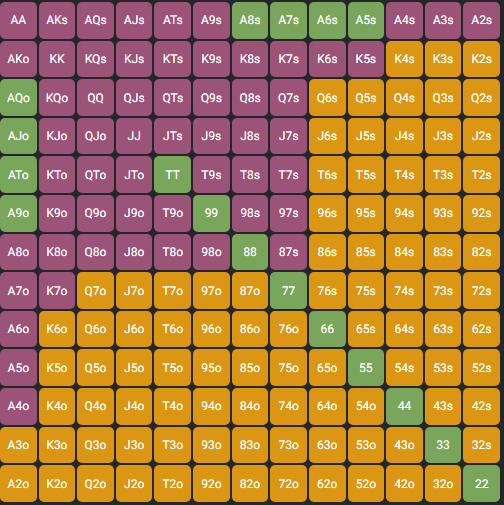 AA AKs AQs AJs ATs A9s A8s A7s A6s A5s A4s A3s A2s
AKo KK KQs KJs KTs K9s K8s K7s K6s K5s K4s K3s K2s
AQo KQo QQ QJs QTs Q9s Q8s Q7s Q6s Q5s Q4s Q3s Q2s
AJo KJo QJo JJ JTs J9s J8s J7s J6s J5s J4s J3s J2s
ATo KTo QTo JTo TT T9s T8s T7s T6s T5s T4s T3s T2s
A9o K9o Q9o J9o T9o 99 98s 97s 96s 95s 94s 93s 92s
A8o K8o Q8o J8o T8o 98o 88 87s 86s 85s 84s 83s 82s
A7o K7o Q7o J7o T7o 97o 87o 77 76s 75s 74s 73s 72s
A6o K6o Q6o J6o T6o 96o 86o 76o 66 65s 64s 63s 62s
A5o K5o Q5o J5o T5o 95o 85o 75o 65o 55 54s 53s 52s
A4o K4o Q4o J4o T4o 94o 84o 74o 64o 54o 44 43s 42s
A3o K3o Q3o J3o T3o 93o 83o 73o 63o 53o 43o 33 32s
A2o K2o Q2o J2o T2o 92o 82o 72o 62o 52o 42o 32o 22